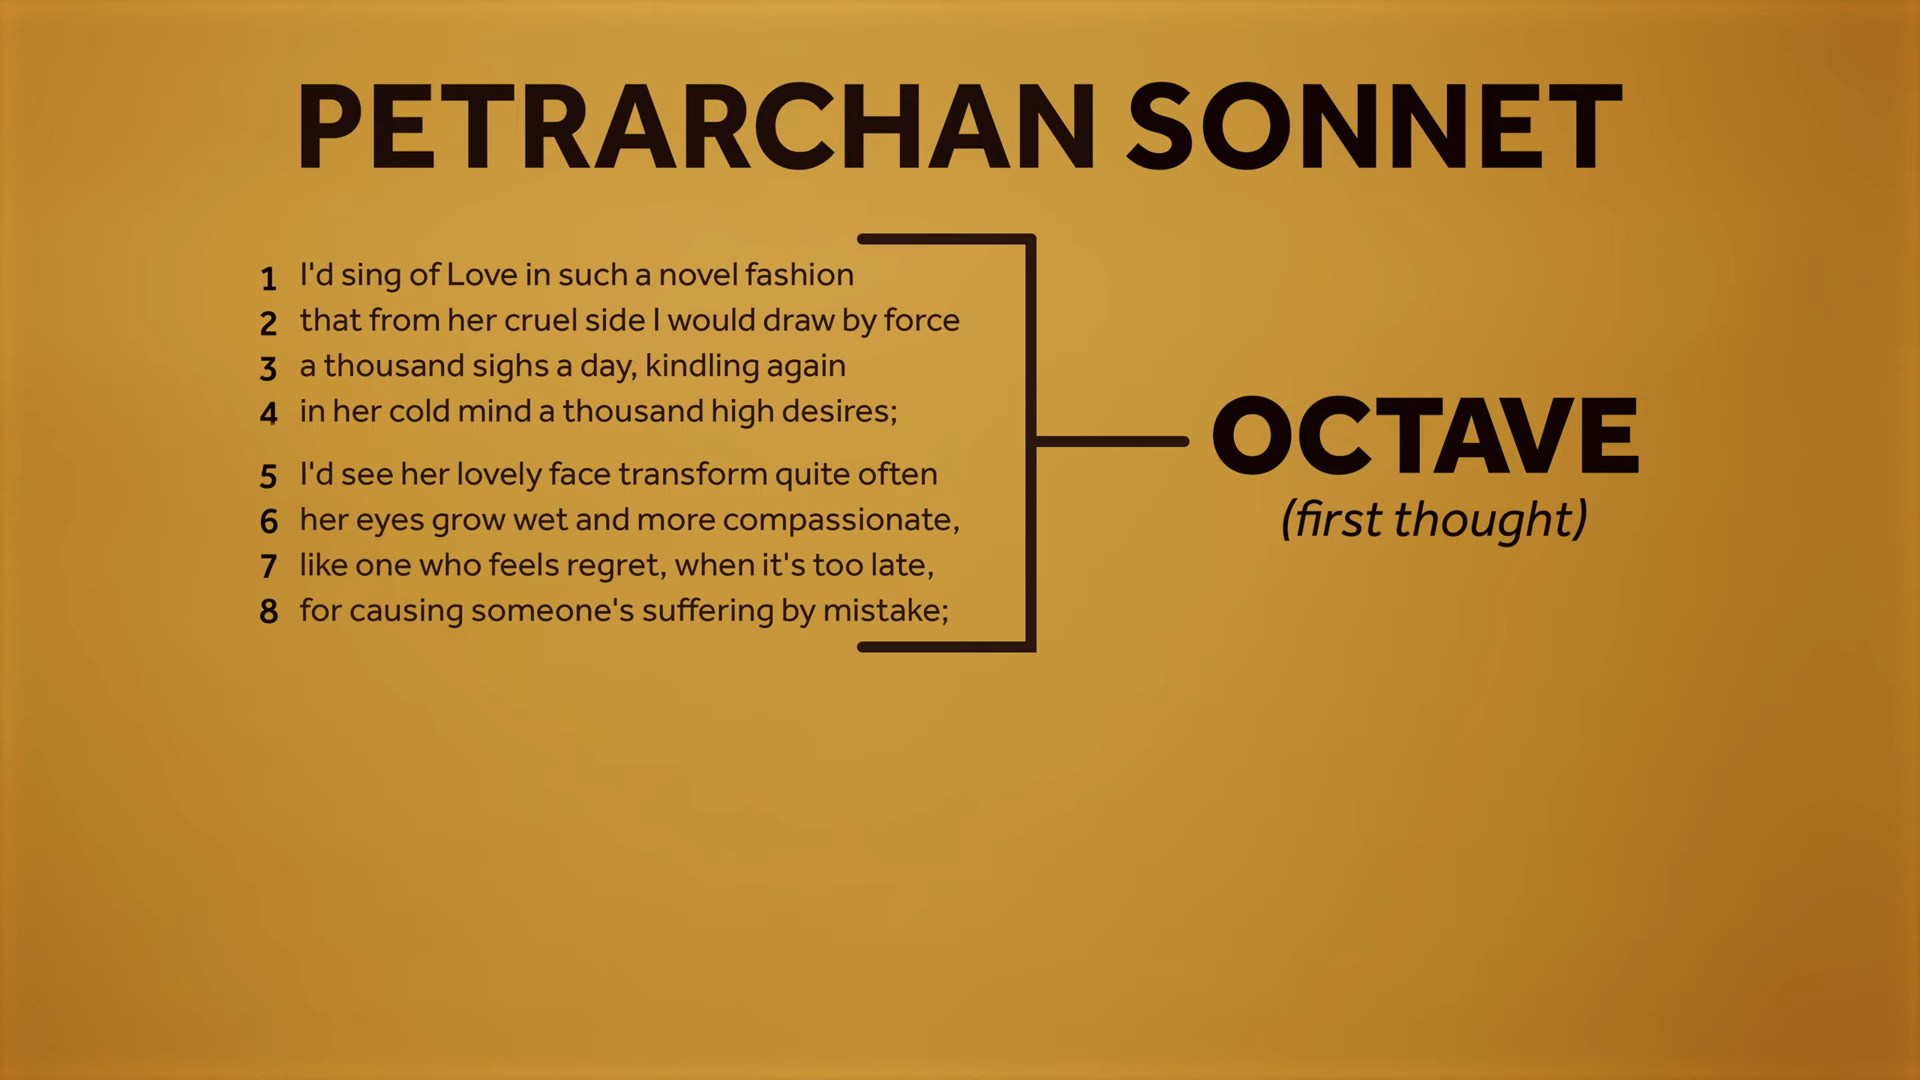 PETRARCHAN SONNET
1 I'd sing of Love in such a novel fashion
2 that from her cruel side I would draw by force
3 a thousand sighs a day, kindling again
4 in her cold mind a thousand high desires;
5 I'd see her lovely face transform quite often
6 her eyes grow wet and more compassionate,
7 like one who feels regret, when it's too late,
8 for causing someone's suffering by mistake;
OCTAVE
(first thought)